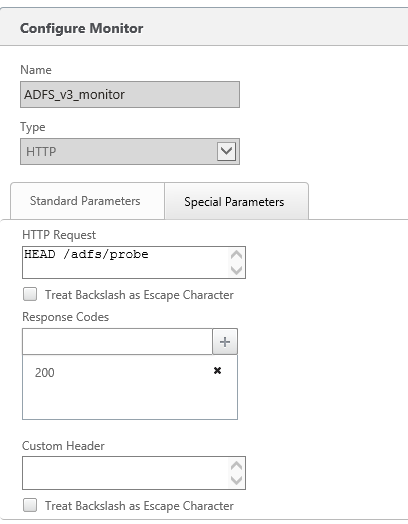 Configure Monitor
Name
ADFS_v3_monitor
Type
HTTP
Standard Parameters Special Parameters
HTTP Request
HEAD /adfs/probe
Treat Backslash as Escape Character
Response Codes
+
200 ✖
Custom Header
Treat Backslash as Escape Character